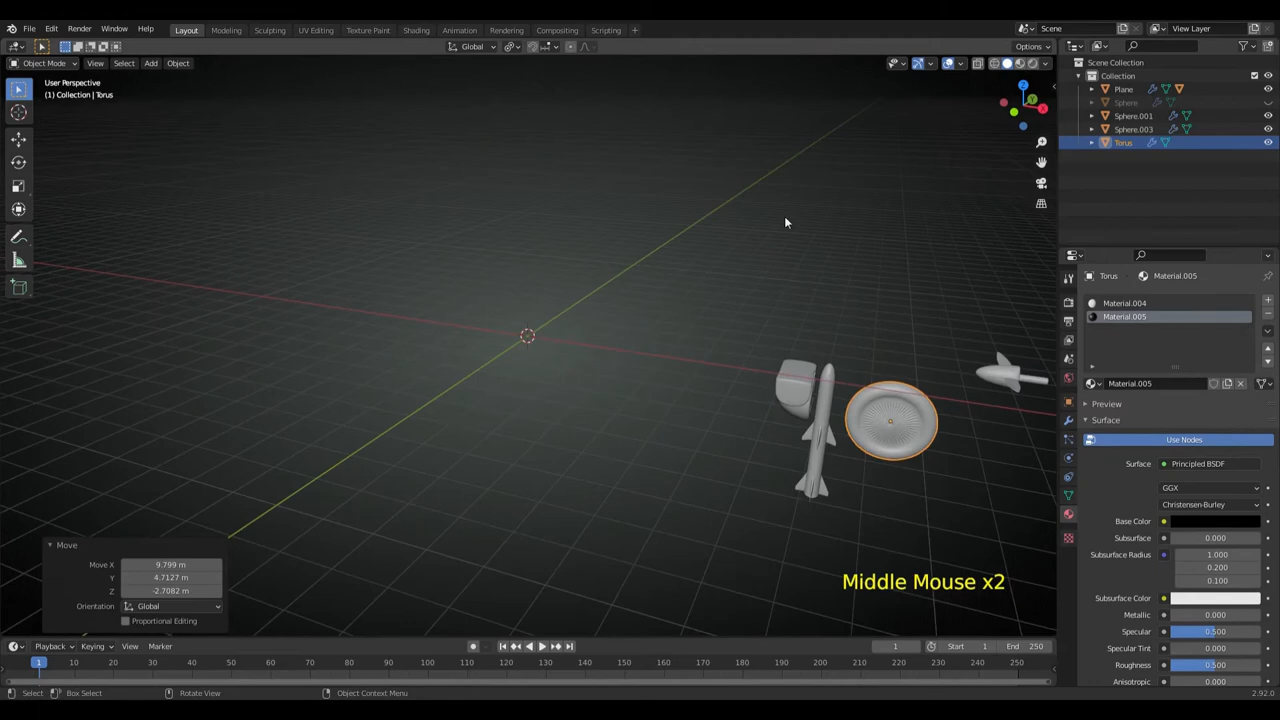 File Edit Render Window Help Layout Modeling Sculpting UV Editing Texture Paint Shading Animation Rendering Compositing Scripting + Scene View Layer
Global Options
Object Mode View Select Add Object
User Perspective
(1) Collection | Torus
Z
Y
X
Scene Collection
Collection
Plane
Sphere
Sphere.001
Sphere.003
Torus
Torus Material.005
Material.004
Material.005
Material.005
Preview
Surface
Use Nodes
Surface Principled BSDF
GGX
Christensen-Burley
Base Color
Subsurface 0.000
Subsurface Radius 1.000
0.200
0.100
Subsurface Color
Metallic 0.000
Specular 0.500
Specular Tint 0.000
Roughness 0.500
Anisotropic 0.000
Move
Move X 9.799 m
Y 4.7127 m
Z -2.7082 m
Orientation Global
Proportional Editing
Middle Mouse x2
Playback Keying View Marker 1 Start 1 End 250
1 10 20 30 40 50 60 70 80 90 100 110 120 130 140 150 160 170 180 190 200 210 220 230 240 250
Select Box Select Rotate View Object Context Menu 2.92.0